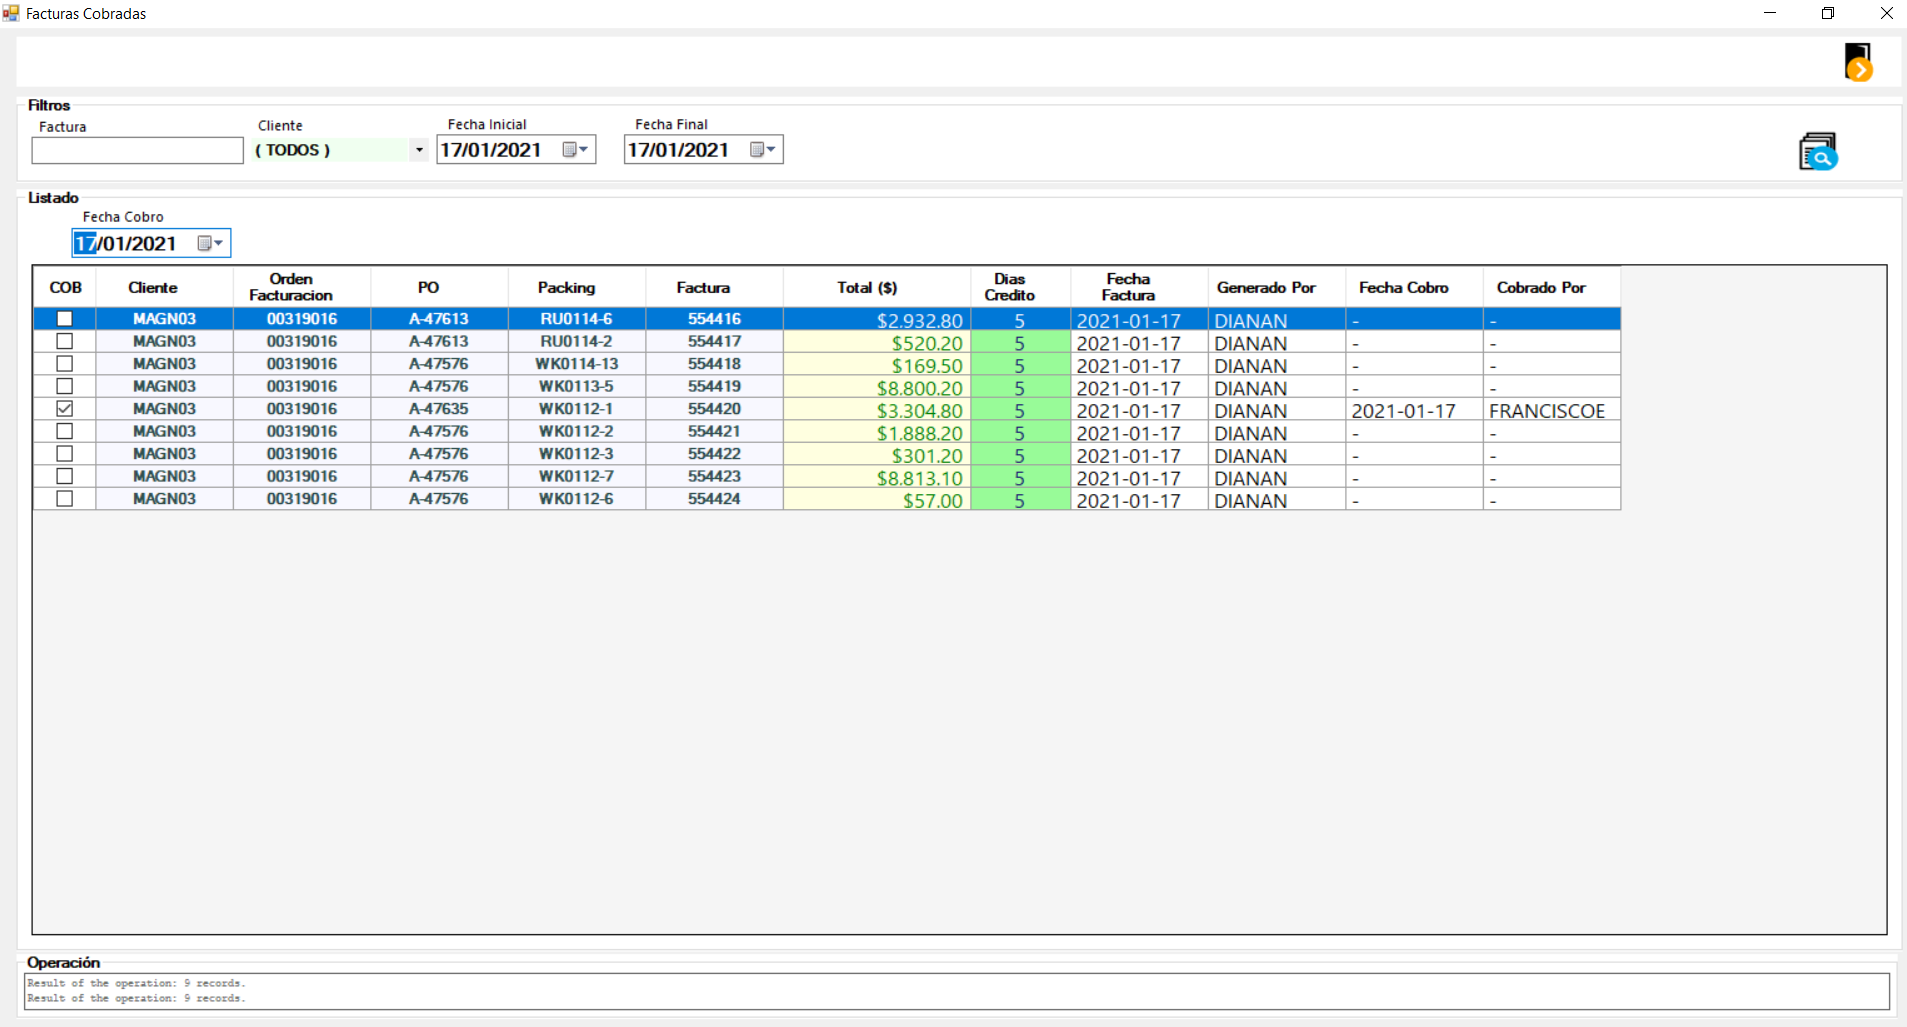 Facturas Cobradas
Filtros
Factura Cliente Fecha Inicial Fecha Final
( TODOS ) 17/01/2021 17/01/2021
Listado
Fecha Cobro
17/01/2021
COB Cliente Orden Facturacion PO Packing Factura Total ($) Dias Credito Fecha Factura Generado Por Fecha Cobro Cobrado Por
MAGN03 00319016 A-47613 RU0114-6 554416 $2.932.80 5 2021-01-17 DIANAN - -
MAGN03 00319016 A-47613 RU0114-2 554417 $520.20 5 2021-01-17 DIANAN - -
MAGN03 00319016 A-47576 WK0114-13 554418 $169.50 5 2021-01-17 DIANAN - -
MAGN03 00319016 A-47576 WK0113-5 554419 $8.800.20 5 2021-01-17 DIANAN - -
MAGN03 00319016 A-47635 WK0112-1 554420 $3.304.80 5 2021-01-17 DIANAN 2021-01-17 FRANCISCOE
MAGN03 00319016 A-47576 WK0112-2 554421 $1.888.20 5 2021-01-17 DIANAN - -
MAGN03 00319016 A-47576 WK0112-3 554422 $301.20 5 2021-01-17 DIANAN - -
MAGN03 00319016 A-47576 WK0112-7 554423 $8.813.10 5 2021-01-17 DIANAN - -
MAGN03 00319016 A-47576 WK0112-6 554424 $57.00 5 2021-01-17 DIANAN - -
Operación
Result of the operation: 9 records.
Result of the operation: 9 records.